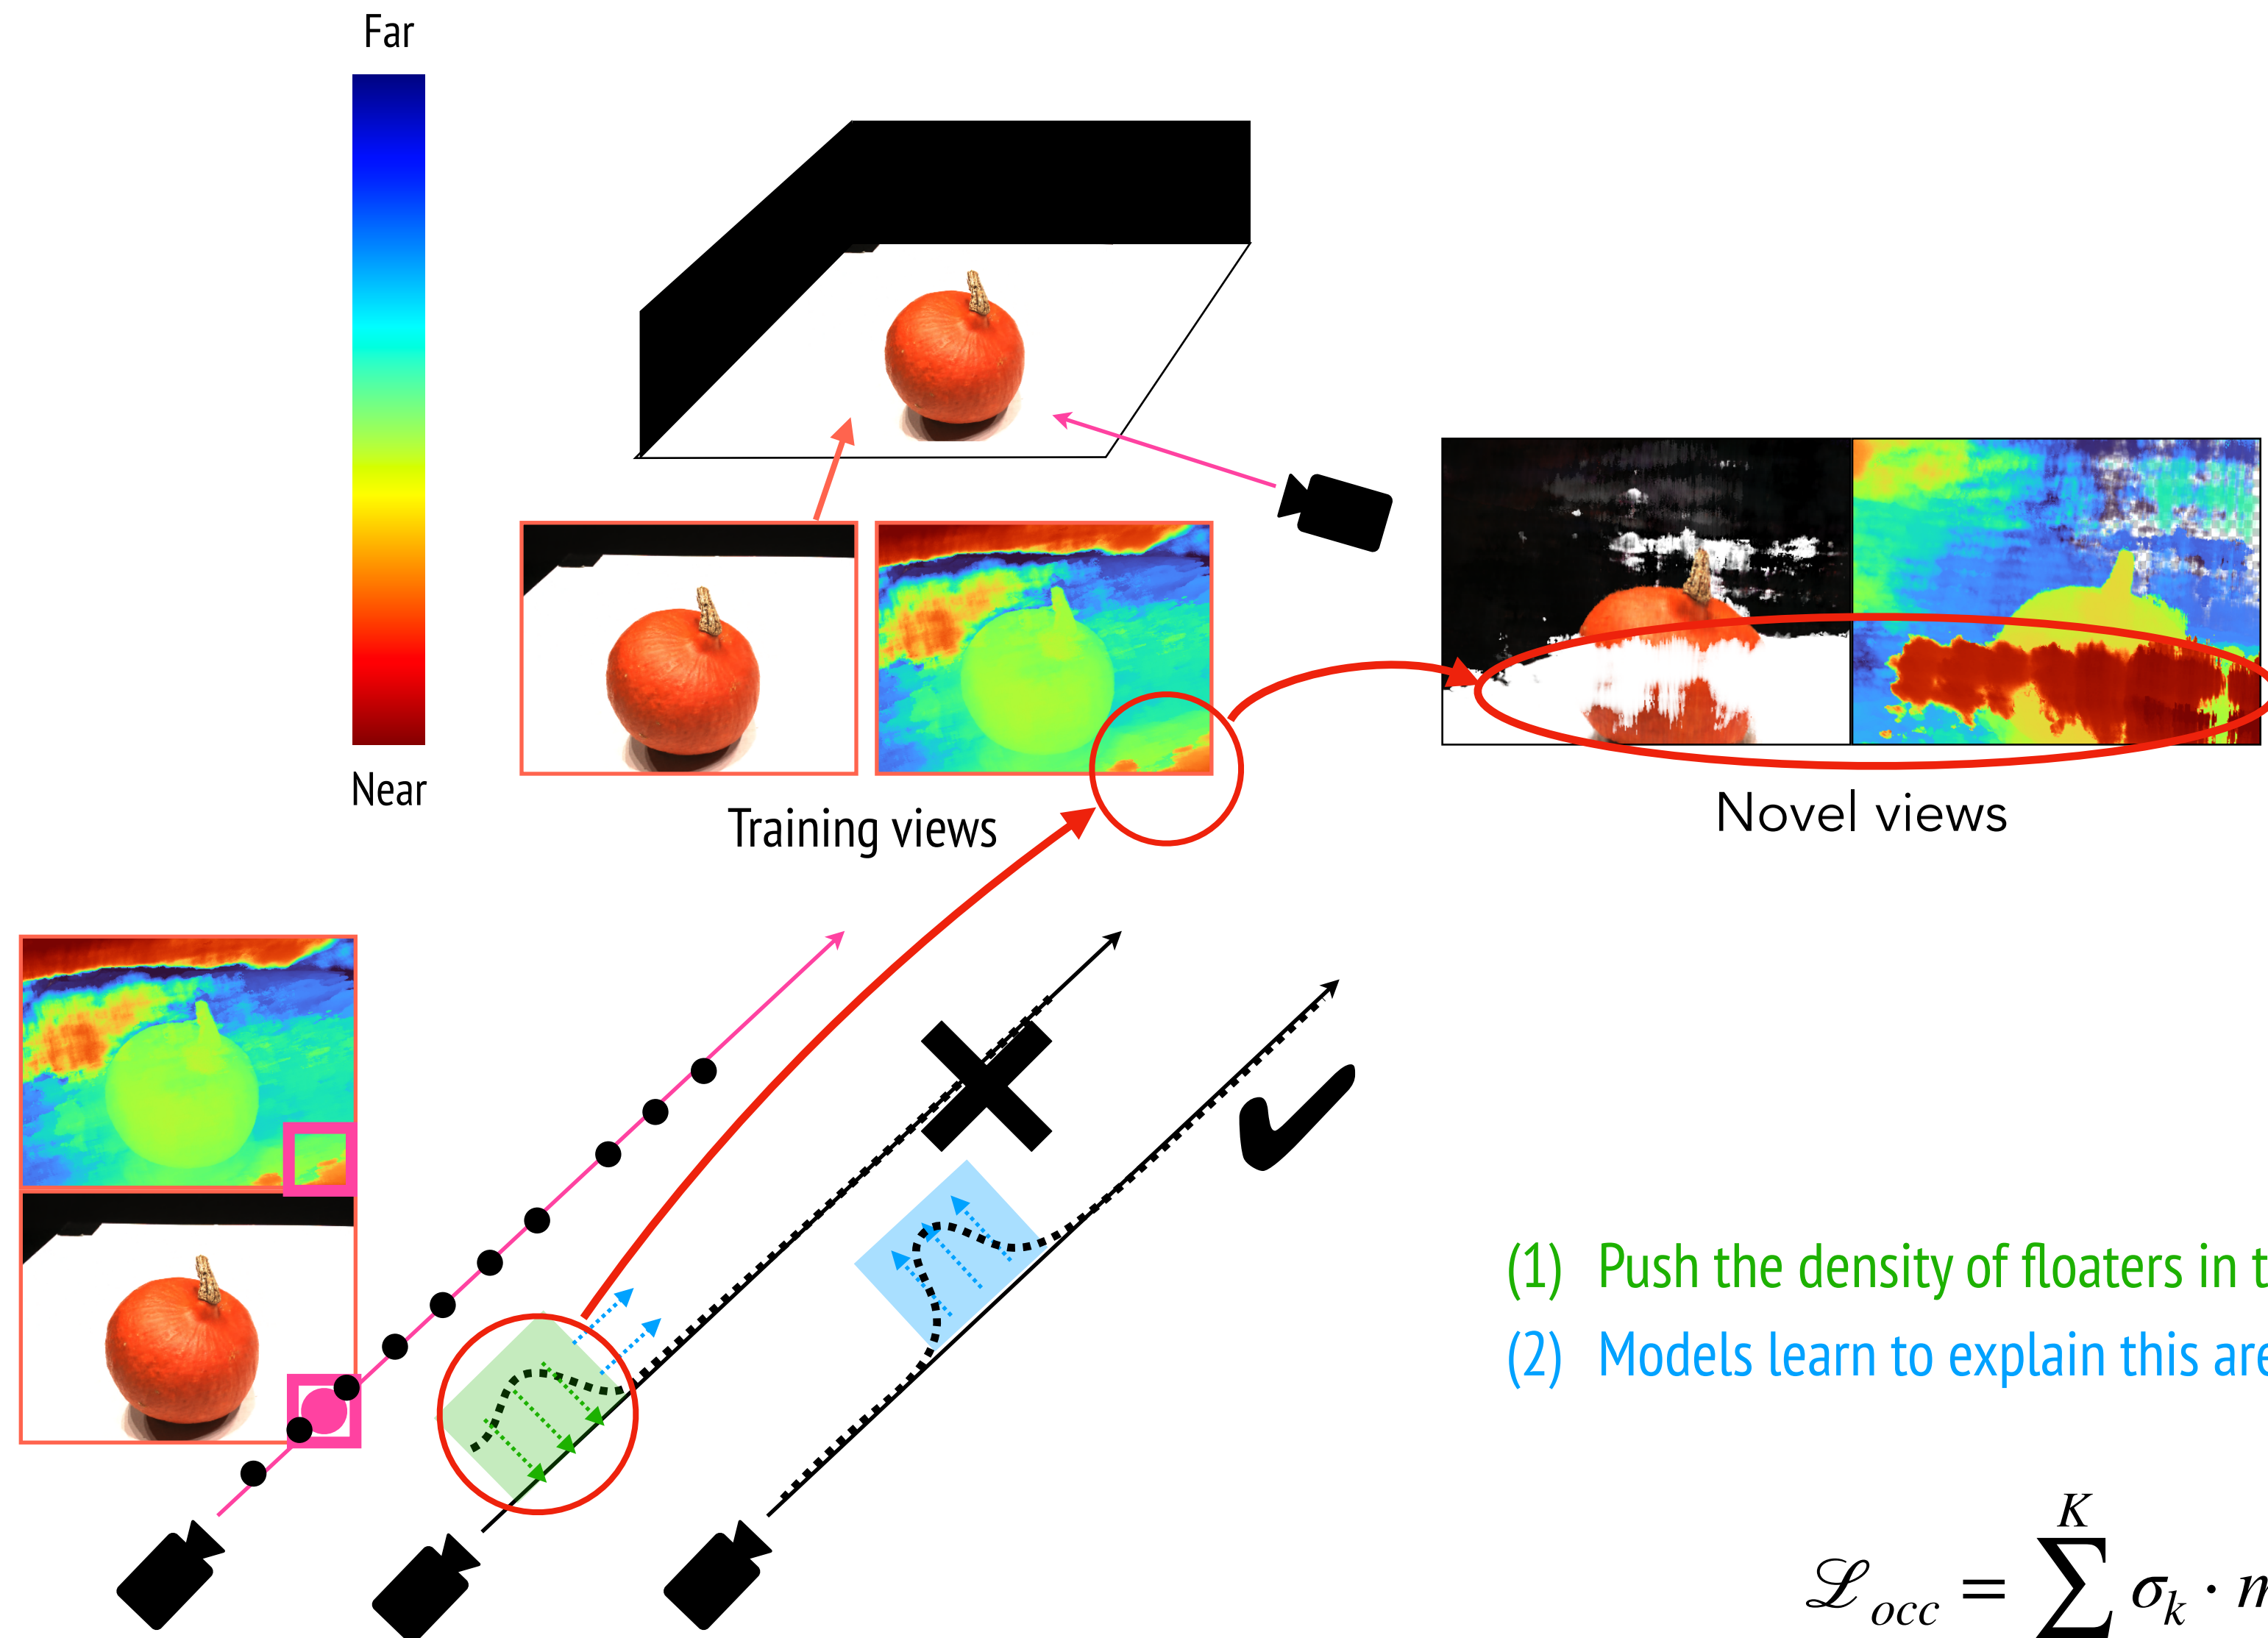 Far
Near
Training views
Novel views
(1) Push the density of floaters in
(2) Models learn to explain this
K
ℒ_occ = ∑ σ_k ·